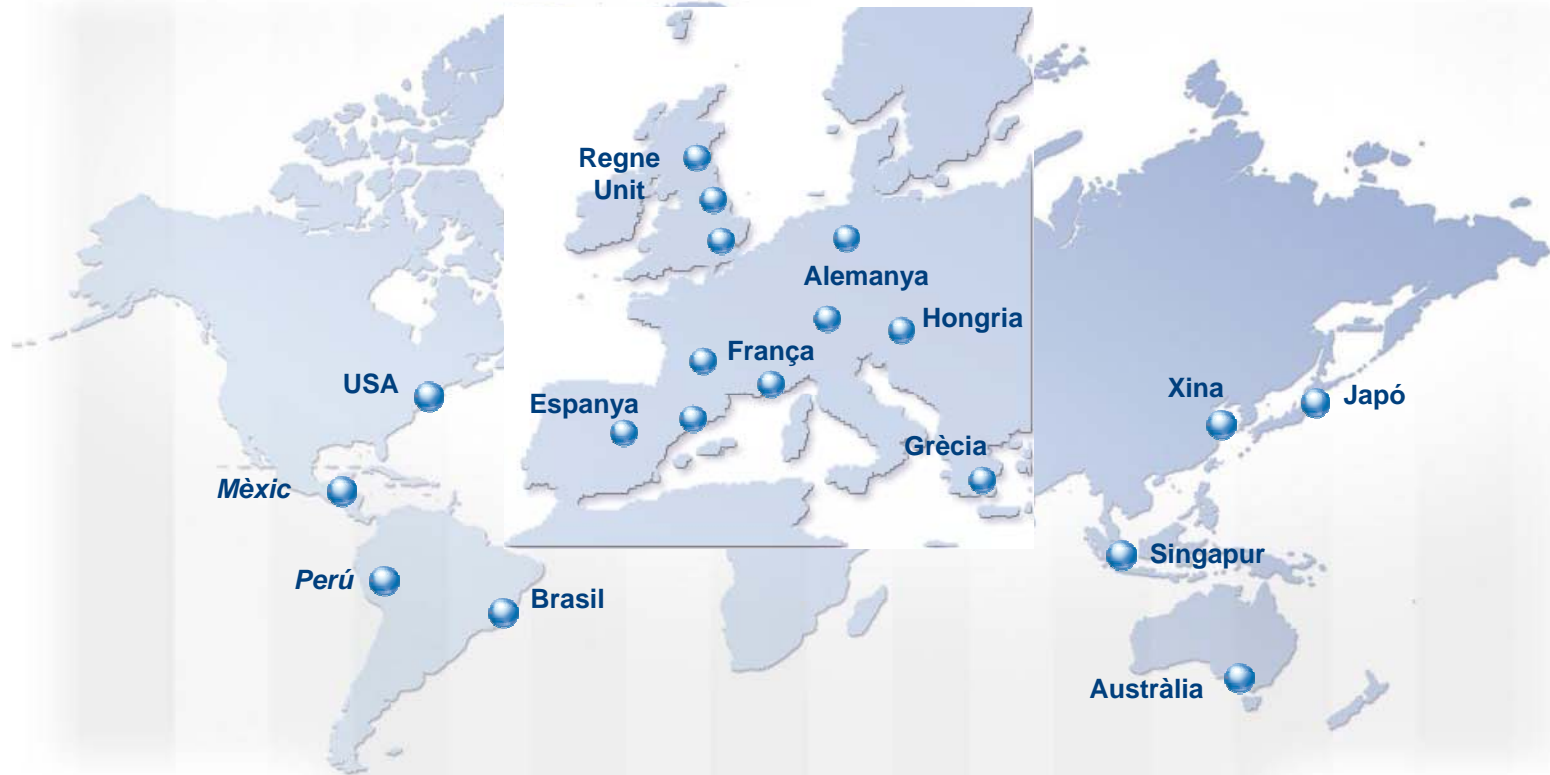 Regne
Unit
Alemanya
Hongria
França
USA
Espanya
Xina
Japó
Grècia
Mèxic
Singapur
Perú
Brasil
Austràlia